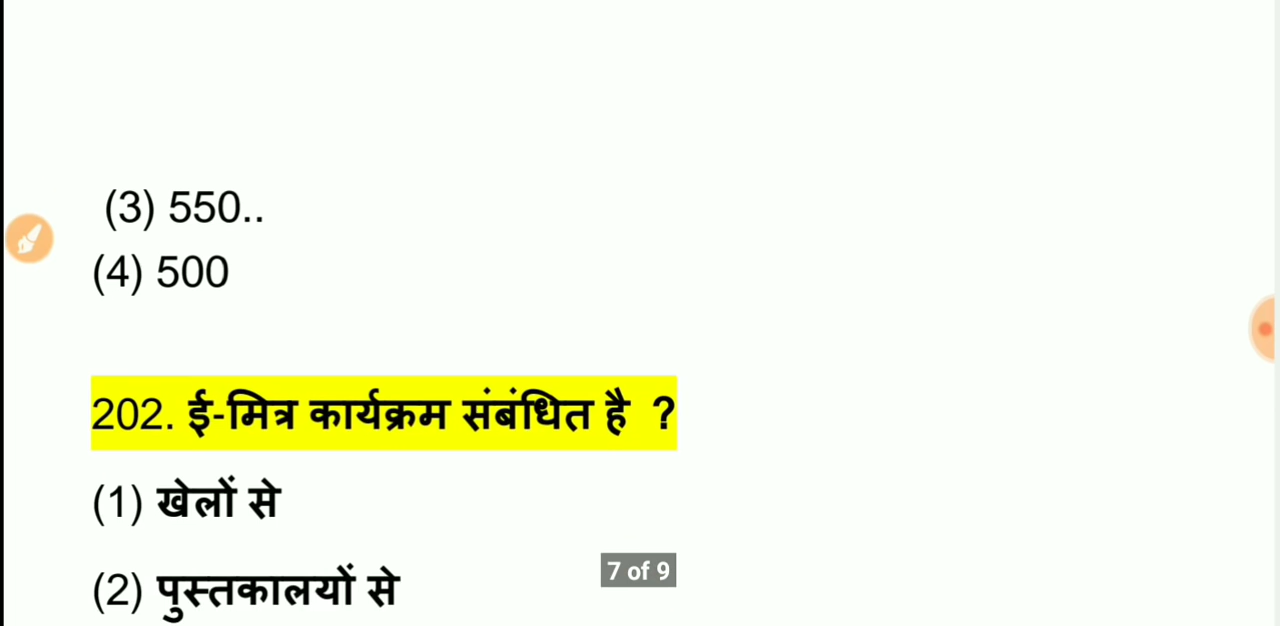 (3) 550..
(4) 500
202. ई-मित्र कार्यक्रम संबंधित है ?
(1) खेलों से
(2) पुस्तकालयों से
7 of 9